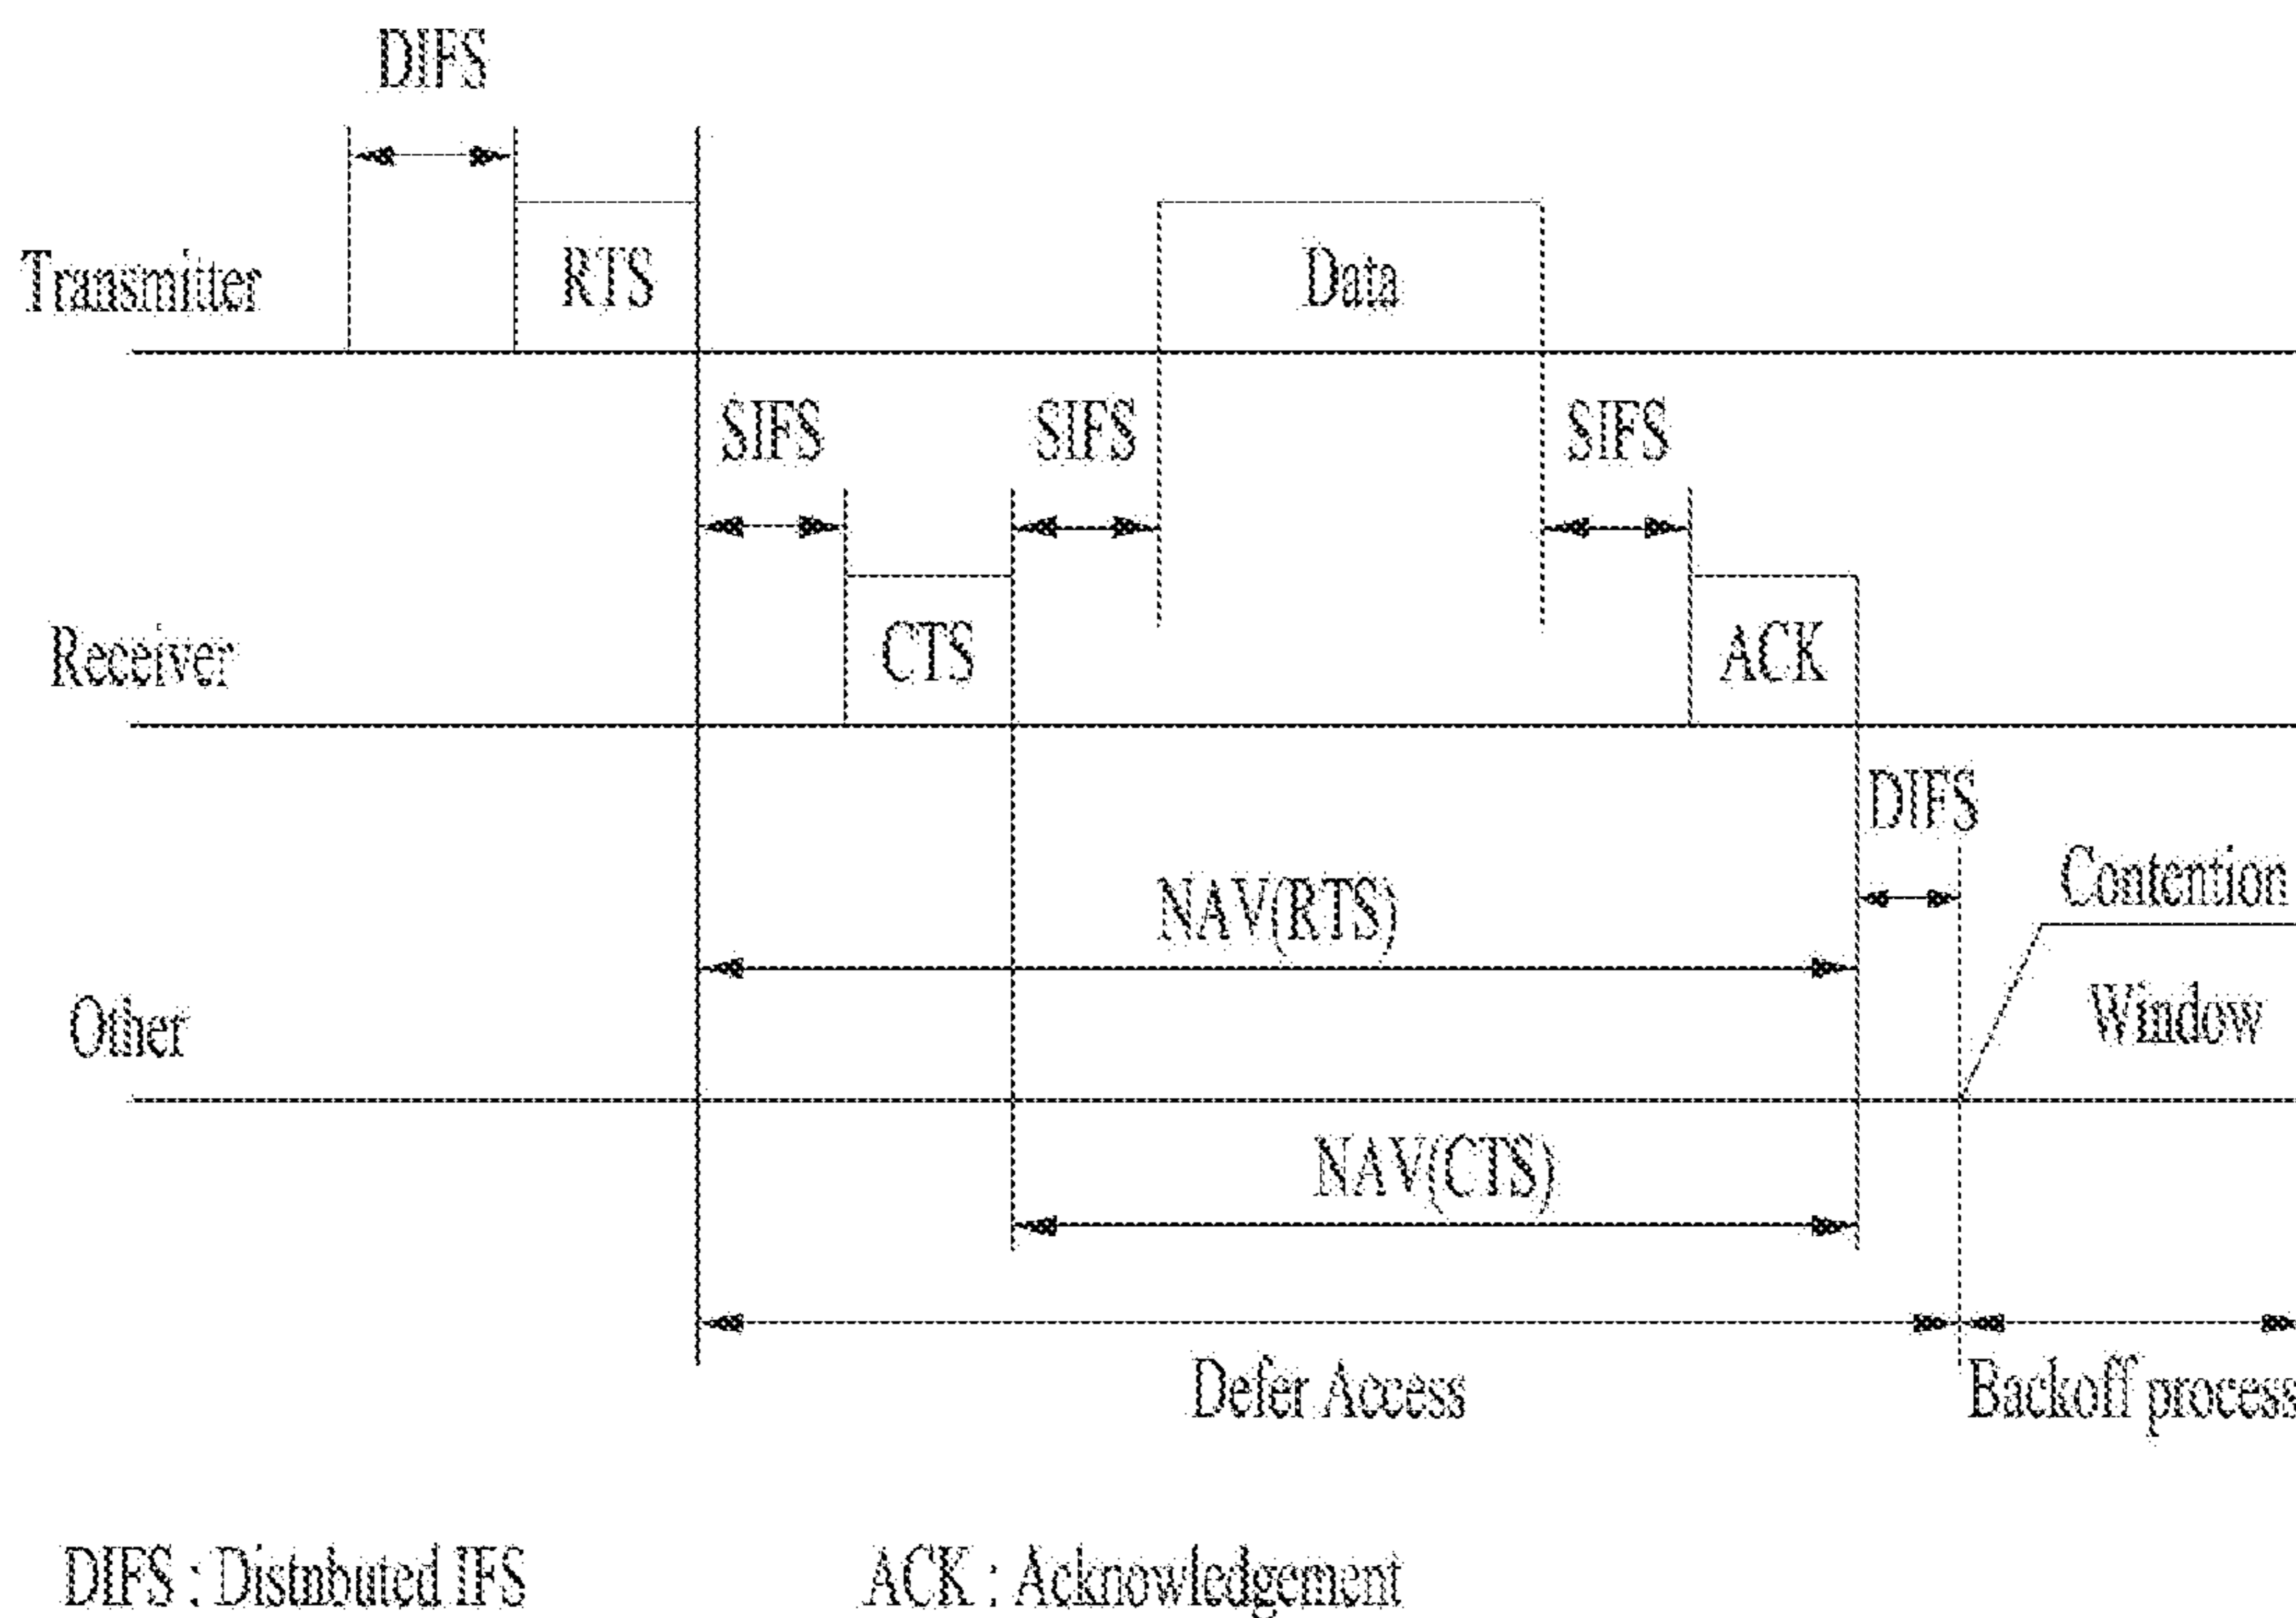 DIFS
Transmitter
RTS
Data
SIFS
SIFS
SIFS
Receiver
CTS
ACK
DIFS
Contention
Window
NAV(RTS)
Other
NAV(CTS)
Defer Access
Backoff process
DIFS : Distributed IFS
ACK : Acknowledgement